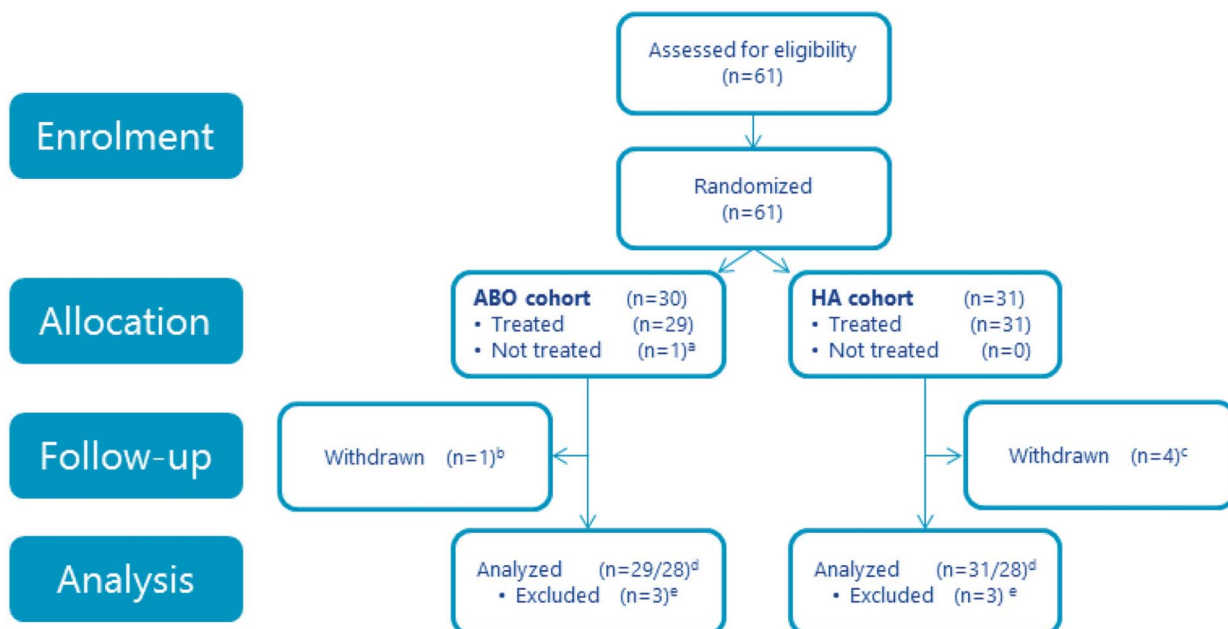 Assessed for eligibility
(n=61)
Enrolment
Randomized
(n=61)
Allocation
ABO cohort (n=30)
• Treated (n=29)
• Not treated (n=1)ᵃ
HA cohort (n=31)
• Treated (n=31)
• Not treated (n=0)
Follow-up
Withdrawn (n=1)ᵇ
Withdrawn (n=4)ᶜ
Analysis
Analyzed (n=29/28)ᵈ
• Excluded (n=3)ᵉ
Analyzed (n=31/28)ᵈ
• Excluded (n=3) ᵉ